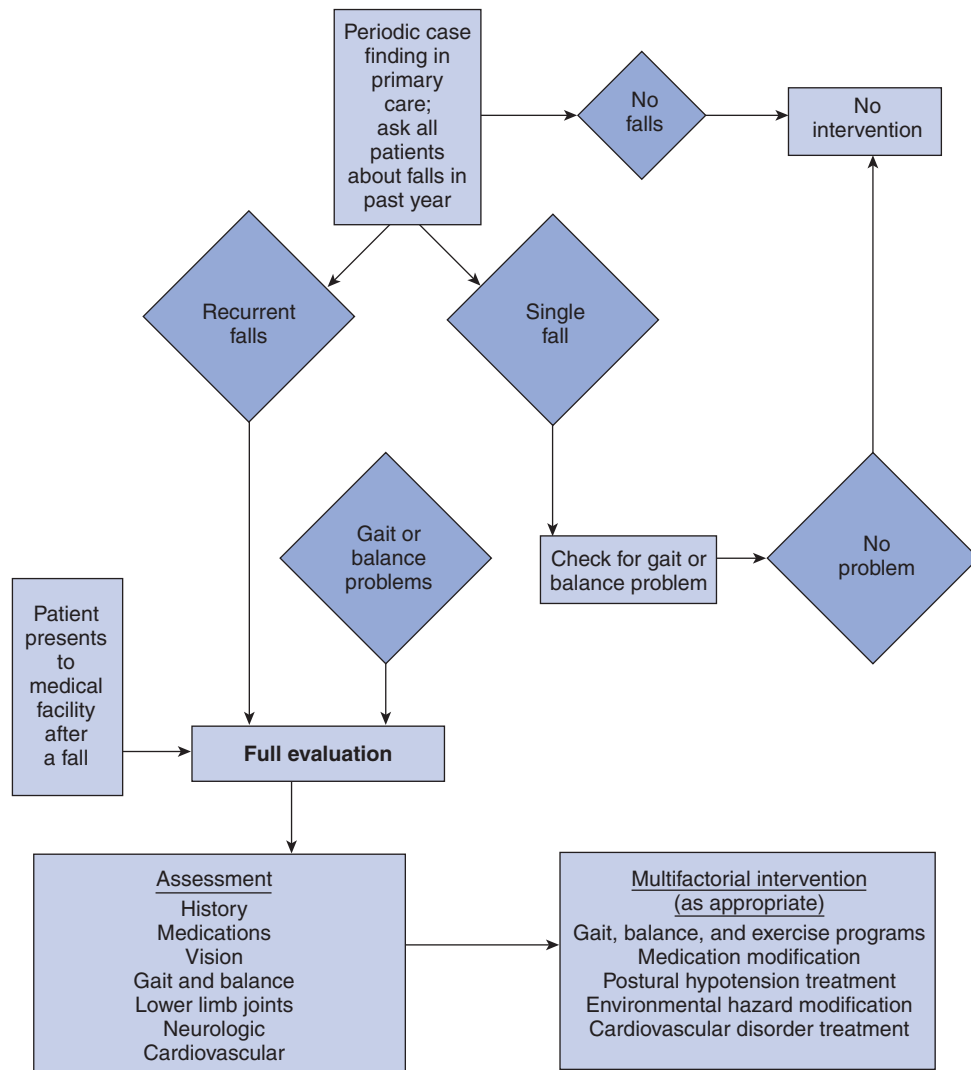 Periodic case
finding in
primary
care;
ask all
patients
about falls in
past year
No
falls
No
intervention
Recurrent
falls
Single
fall
Gait or
balance
problems
Check for gait or
balance problem
No
problem
Patient
presents
to
medical
facility
after
a fall
Full evaluation
Assessment
History
Medications
Vision
Gait and balance
Lower limb joints
Neurologic
Cardiovascular
Multifactorial intervention
(as appropriate)
Gait, balance, and exercise programs
Medication modification
Postural hypotension treatment
Environmental hazard modification
Cardiovascular disorder treatment